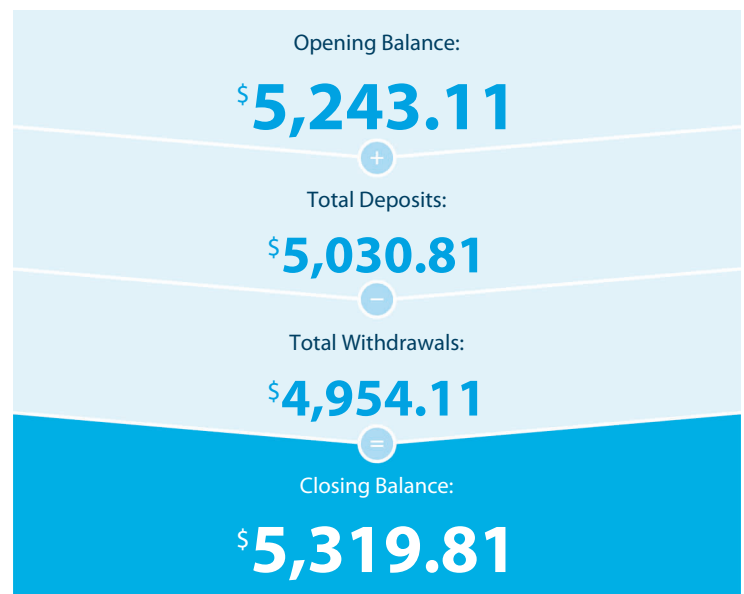 Opening Balance:
$5,243.11
+
Total Deposits:
$5,030.81
−
Total Withdrawals:
$4,954.11
=
Closing Balance:
$5,319.81